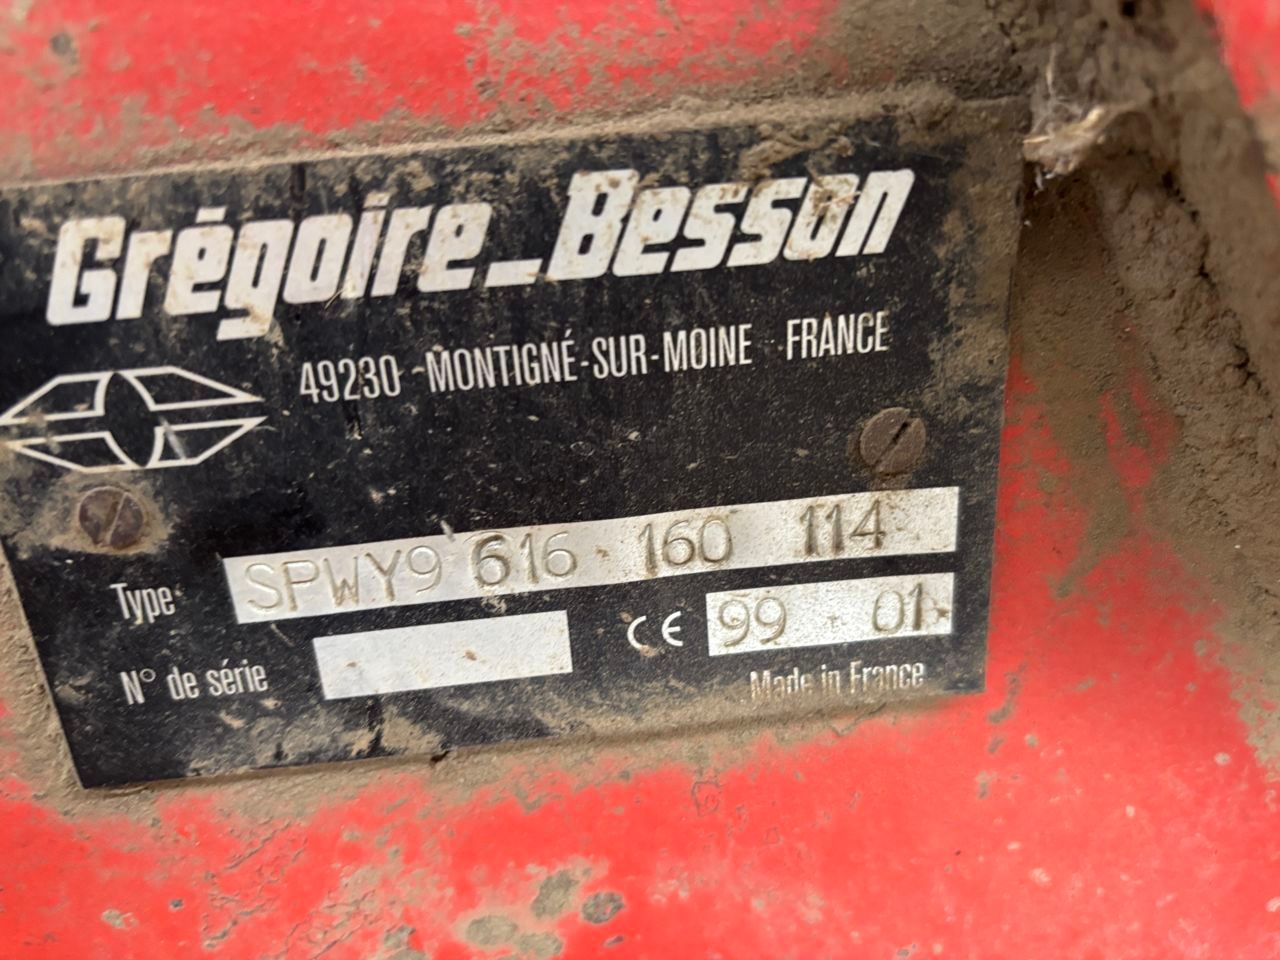 Grégoire_Besson
49230-MONTIGNÉ-SUR-MOINE FRANCE
Type SPWY9 616 160 114
N° de série CE 99 01
Made in France